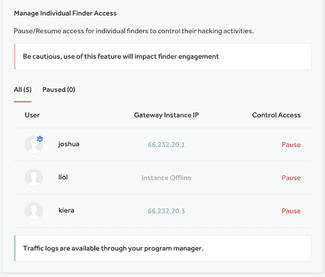 Manage Individual Finder Access
Pause/Resume access for individual finders to control their hacking activities.
Be cautious, use of this feature will impact finder engagement
All (5) Paused (0)
User Gateway Instance IP Control Access
joshua 66.232.20.1 Pause
liol Instance Offline Pause
kiera 66.232.20.3 Pause
Traffic logs are available through your program manager.